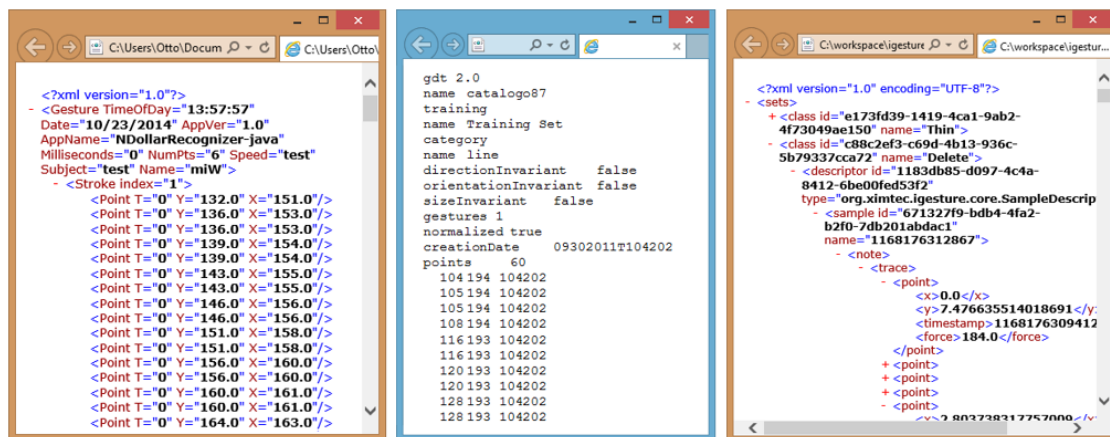 C:\Users\Otto\Docum
C:\Users\Otto\
<?xml version="1.0"?>
- <Gesture TimeOfDay="13:57:57"
Date="10/23/2014" AppVer="1.0"
AppName="NDollarRecognizer-java"
Milliseconds="0" NumPts="6" Speed="test"
Subject="test" Name="miW">
- <Stroke index="1">
<Point T="0" Y="132.0" X="151.0"/>
<Point T="0" Y="136.0" X="153.0"/>
<Point T="0" Y="136.0" X="153.0"/>
<Point T="0" Y="139.0" X="154.0"/>
<Point T="0" Y="139.0" X="154.0"/>
<Point T="0" Y="143.0" X="155.0"/>
<Point T="0" Y="143.0" X="155.0"/>
<Point T="0" Y="146.0" X="156.0"/>
<Point T="0" Y="146.0" X="156.0"/>
<Point T="0" Y="151.0" X="158.0"/>
<Point T="0" Y="151.0" X="158.0"/>
<Point T="0" Y="156.0" X="160.0"/>
<Point T="0" Y="156.0" X="160.0"/>
<Point T="0" Y="160.0" X="161.0"/>
<Point T="0" Y="160.0" X="161.0"/>
<Point T="0" Y="164.0" X="163.0"/>
gdt 2.0
name catalogo87
training
name Training Set
category
name line
directionInvariant false
orientationInvariant false
sizeInvariant false
gestures 1
normalized true
creationDate 09302011T104202
points 60
104 194 104202
105 194 104202
105 194 104202
108 194 104202
116 193 104202
116 193 104202
120 193 104202
120 193 104202
128 193 104202
128 193 104202
C:\workspace\igesture
C:\workspace\igestur...
<?xml version="1.0" encoding="UTF-8"?>
- <sets>
+ <class id="e173fd39-1419-4ca1-9ab2-
4f73049ae150" name="Thin">
- <class id="c88c2ef3-c69d-4b13-936c-
5b79337cca72" name="Delete">
- <descriptor id="1183db85-d097-4c4a-
8412-6be00fed53f2"
type="org.ximtec.igesture.core.SampleDescrip
- <sample id="671327f9-bdb4-4fa2-
b2f0-7db201abdac1"
name="1168176312867">
- <note>
- <trace>
- <point>
<x>0.0</x>
<y>7.476635514018691</y>
<timestamp>1168176309412
<force>184.0</force>
</point>
+ <point>
+ <point>
+ <point>
- <point>
<x>2.803738317757009</x>